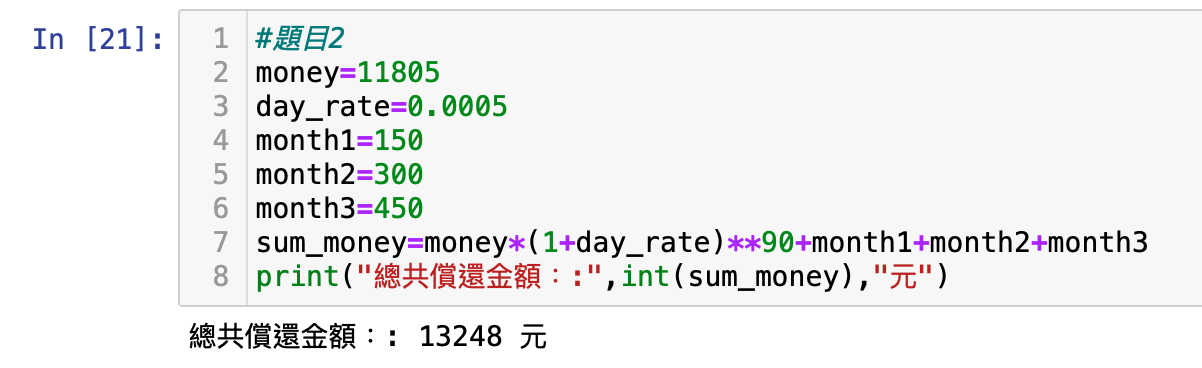 In [21]:
1 #題目2
2 money=11805
3 day_rate=0.0005
4 month1=150
5 month2=300
6 month3=450
7 sum_money=money*(1+day_rate)**90+month1+month2+month3
8 print("總共償還金額：:",int(sum_money),"元")
總共償還金額：: 13248 元